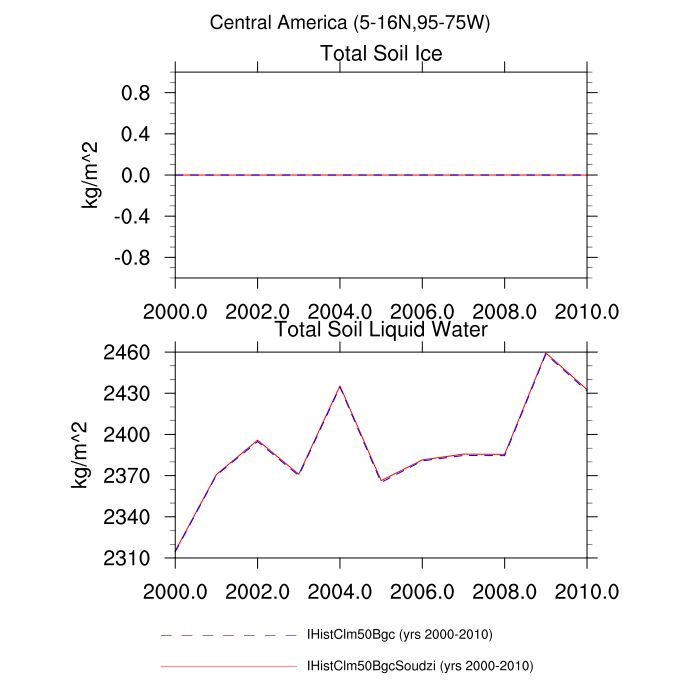 Central America (5-16N,95-75W)
Total Soil Ice
0.8
0.4
0.0
-0.4
-0.8
kg/m^2
2000.0 2002.0 2004.0 2006.0 2008.0 2010.0
Total Soil Liquid Water
2460
2430
2400
2370
2340
2310
kg/m^2
2000.0 2002.0 2004.0 2006.0 2008.0 2010.0
IHistClm50Bgc (yrs 2000-2010)
IHistClm50BgcSoudzi (yrs 2000-2010)